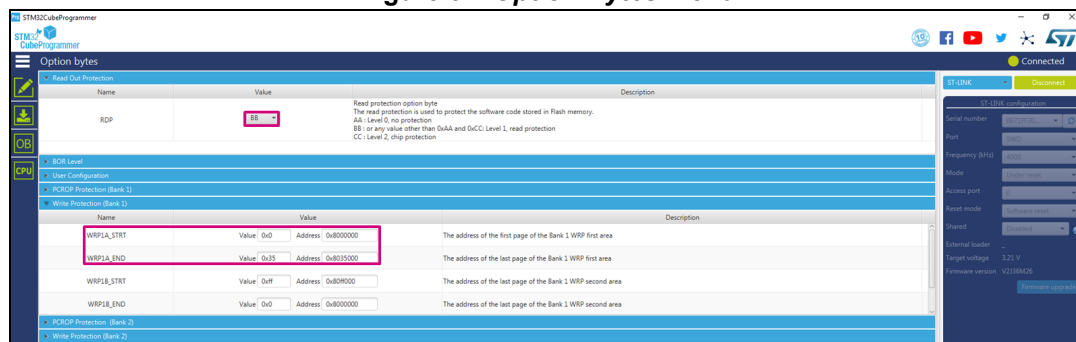 STM32CubeProgrammer
STM32
CubeProgrammer
Option bytes
Connected
Read Out Protection
Name Value Description
RDP
BB
Read protection option byte
The read protection is used to protect the software code stored in Flash memory.
AA : Level 0, no protection
BB : or any value other than 0xAA and 0xCC: Level 1, read protection
CC : Level 2, chip protection
BOR Level
User Configuration
PCROP Protection (Bank 1)
Write Protection (Bank 1)
Name Value Description
WRP1A_STRT Value 0x0 Address 0x8000000 The address of the first page of the Bank 1 WRP first area
WRP1A_END Value 0x35 Address 0x8035000 The address of the last page of the Bank 1 WRP first area
WRP1B_STRT Value 0xff Address 0x80ff000 The address of the last page of the Bank 1 WRP second area
WRP1B_END Value 0x0 Address 0x8000000 The address of the last page of the Bank 1 WRP second area
PCROP Protection (Bank 2)
Write Protection (Bank 2)
OB
CPU
ST-LINK Disconnect
ST-LINK configuration
Serial number
Port SWD
Frequency (kHz) 4000
Mode Under reset
Access port 0
Reset mode Software reset
Shared Disabled
External loader _
Target voltage 3.21 V
Firmware version V2J36M26
Firmware upgrade